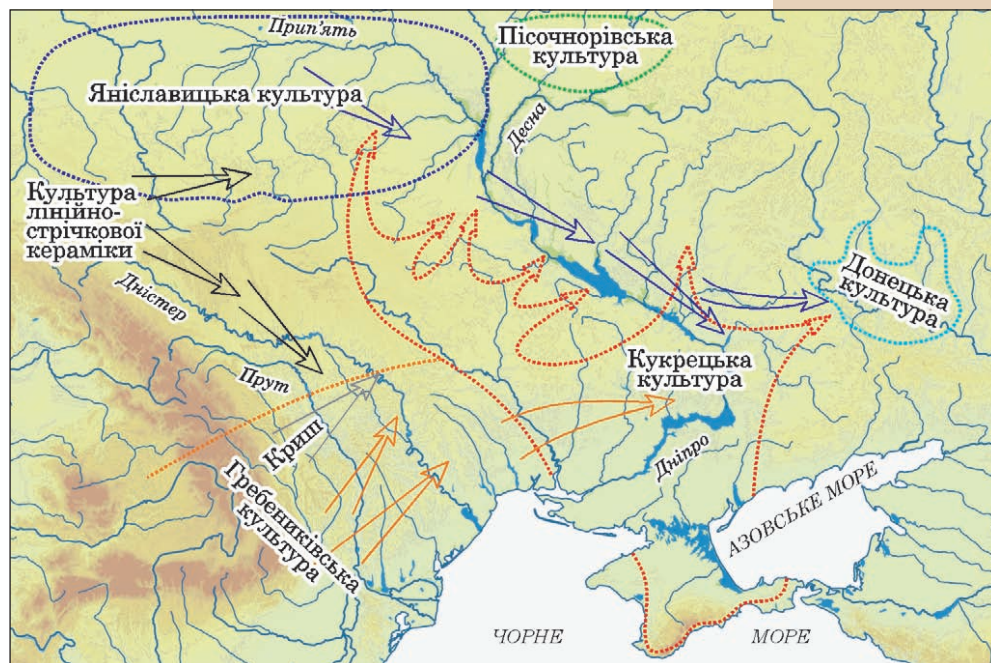 Прип'ять
Пісочнорівська
культура
Яніславицька культура
Десна
Культура
лінійно-
стрічкової
кераміки
Донецька
культура
Дністер
Прут
Кукрецька
культура
Криш
Гребениківська
культура
Дніпро
АЗОВСЬКЕ МОРЕ
ЧОРНЕ
МОРЕ